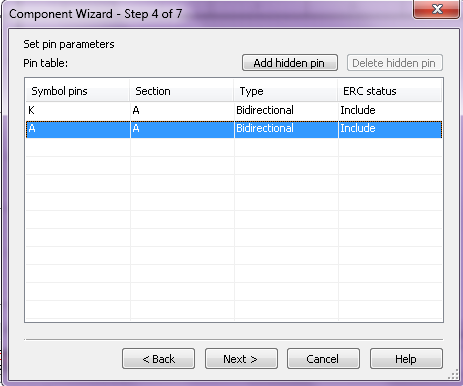 Component Wizard - Step 4 of 7
Set pin parameters
Pin table: Add hidden pin Delete hidden pin
Symbol pins Section Type ERC status
K A Bidirectional Include
A A Bidirectional Include
< Back Next > Cancel Help